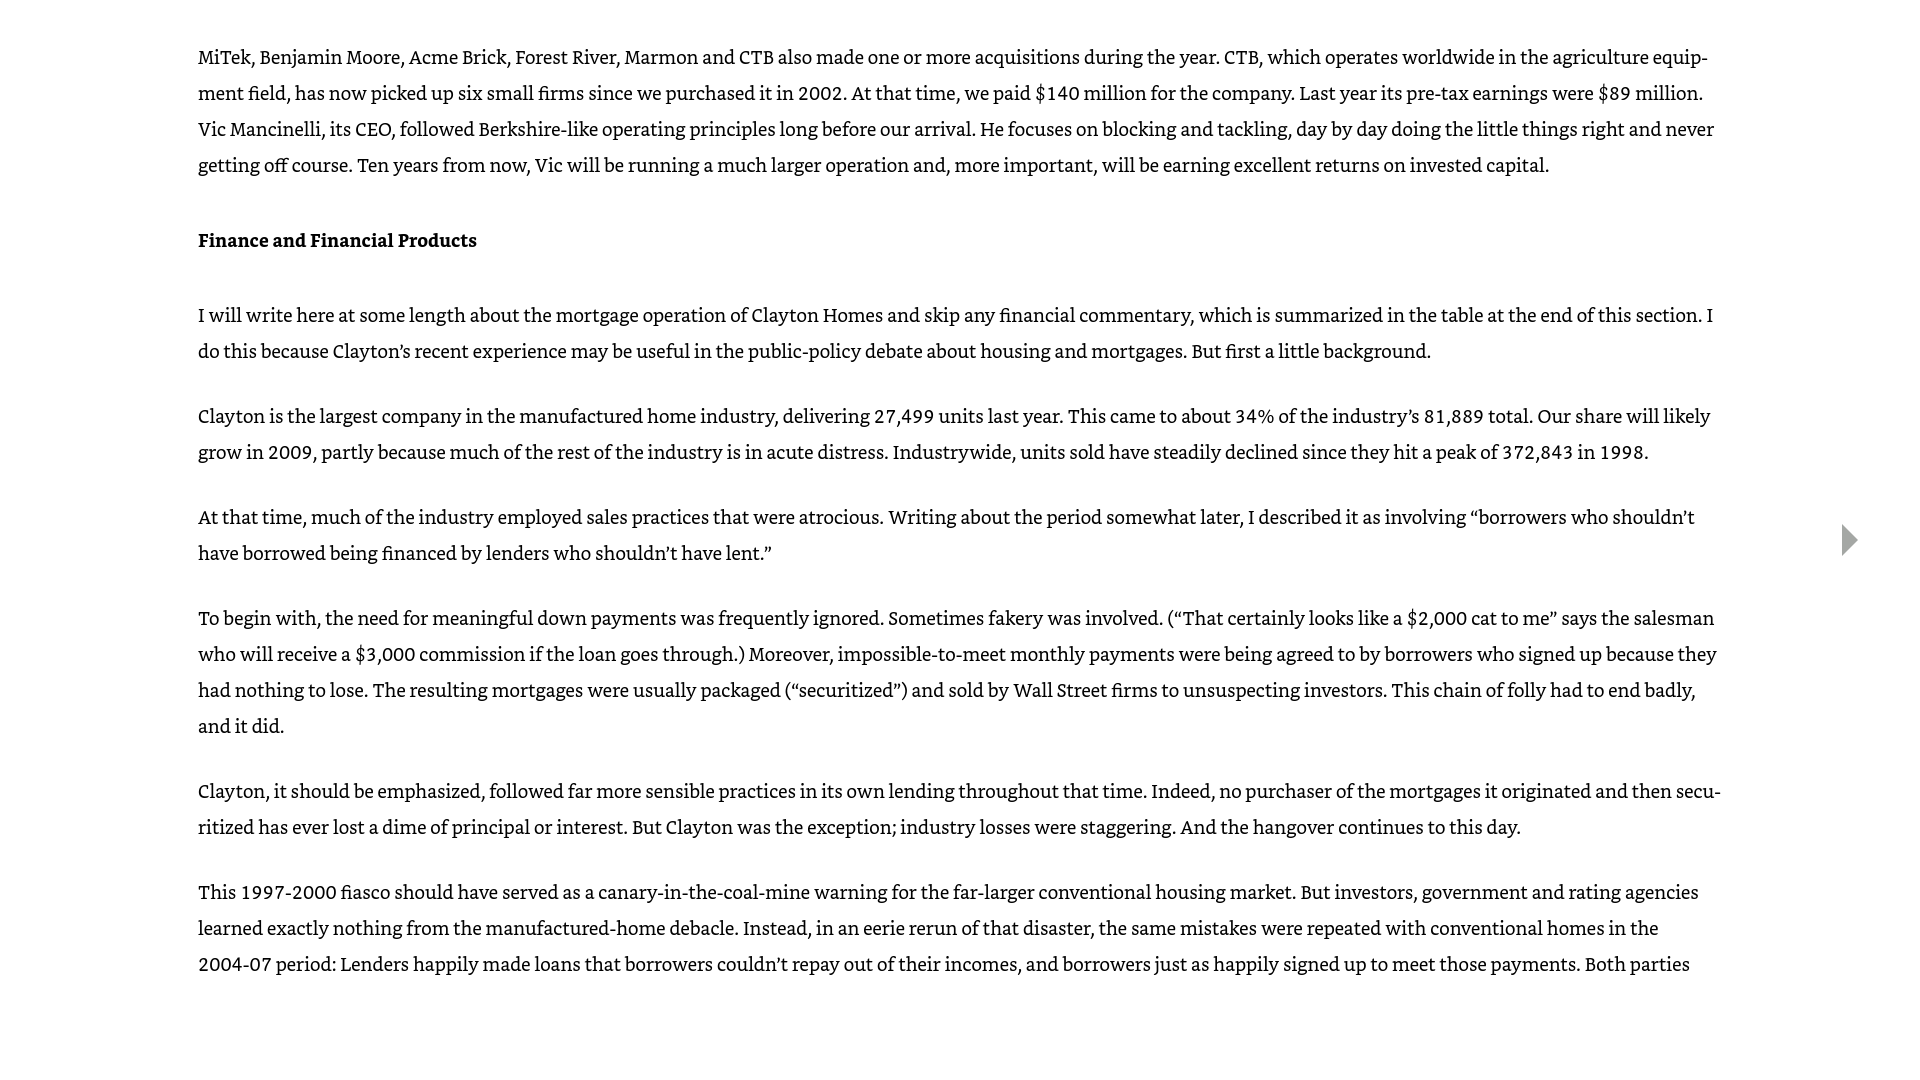 MiTek, Benjamin Moore, Acme Brick, Forest River, Marmon and CTB also made one or more acquisitions during the year. CTB, which operates worldwide in the agriculture equip-
ment field, has now picked up six small firms since we purchased it in 2002. At that time, we paid $140 million for the company. Last year its pre-tax earnings were $89 million.
Vic Mancinelli, its CEO, followed Berkshire-like operating principles long before our arrival. He focuses on blocking and tackling, day by day doing the little things right and never
getting off course. Ten years from now, Vic will be running a much larger operation and, more important, will be earning excellent returns on invested capital.
Finance and Financial Products
I will write here at some length about the mortgage operation of Clayton Homes and skip any financial commentary, which is summarized in the table at the end of this section. I
do this because Clayton’s recent experience may be useful in the public-policy debate about housing and mortgages. But first a little background.
Clayton is the largest company in the manufactured home industry, delivering 27,499 units last year. This came to about 34% of the industry’s 81,889 total. Our share will likely
grow in 2009, partly because much of the rest of the industry is in acute distress. Industrywide, units sold have steadily declined since they hit a peak of 372,843 in 1998.
At that time, much of the industry employed sales practices that were atrocious. Writing about the period somewhat later, I described it as involving “borrowers who shouldn’t
have borrowed being financed by lenders who shouldn’t have lent.”
To begin with, the need for meaningful down payments was frequently ignored. Sometimes fakery was involved. (“That certainly looks like a $2,000 cat to me” says the salesman
who will receive a $3,000 commission if the loan goes through.) Moreover, impossible-to-meet monthly payments were being agreed to by borrowers who signed up because they
had nothing to lose. The resulting mortgages were usually packaged (“securitized”) and sold by Wall Street firms to unsuspecting investors. This chain of folly had to end badly,
and it did.
Clayton, it should be emphasized, followed far more sensible practices in its own lending throughout that time. Indeed, no purchaser of the mortgages it originated and then secu-
ritized has ever lost a dime of principal or interest. But Clayton was the exception; industry losses were staggering. And the hangover continues to this day.
This 1997-2000 fiasco should have served as a canary-in-the-coal-mine warning for the far-larger conventional housing market. But investors, government and rating agencies
learned exactly nothing from the manufactured-home debacle. Instead, in an eerie rerun of that disaster, the same mistakes were repeated with conventional homes in the
2004-07 period: Lenders happily made loans that borrowers couldn’t repay out of their incomes, and borrowers just as happily signed up to meet those payments. Both parties